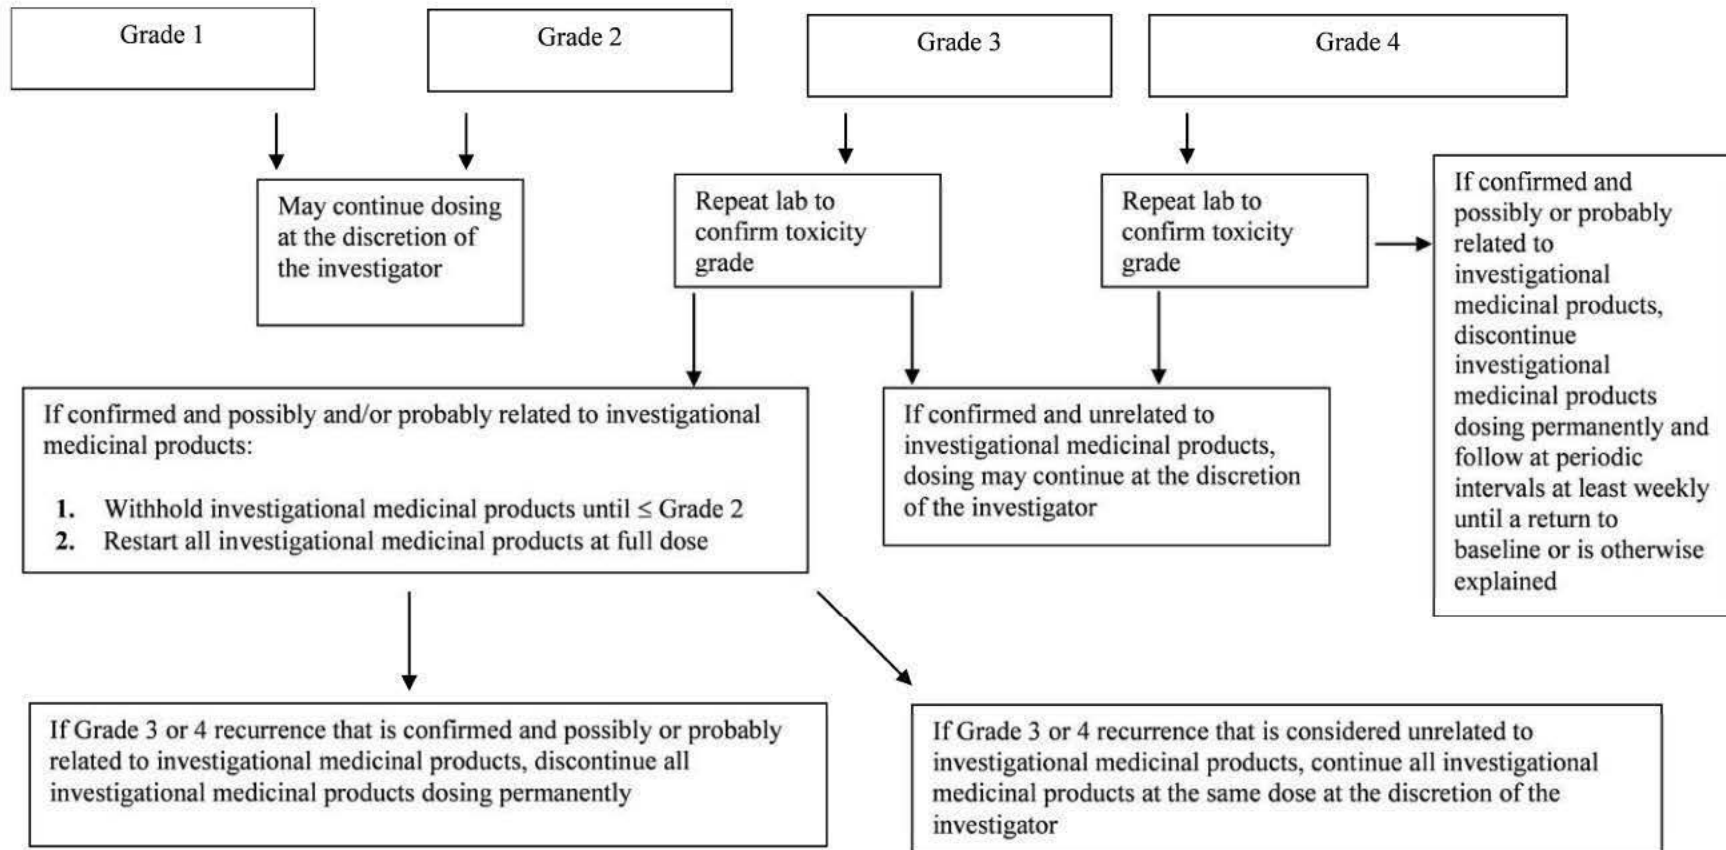 Grade 1
Grade 2
Grade 3
Grade 4
May continue dosing
at the discretion of
the investigator
Repeat lab to
confirm toxicity
grade
Repeat lab to
confirm toxicity
grade
If confirmed and
possibly or probably
related to
investigational
medicinal products,
discontinue
investigational
medicinal products
dosing permanently and
follow at periodic
intervals at least weekly
until a return to
baseline or is otherwise
explained
If confirmed and possibly and/or probably related to investigational
medicinal products:
1. Withhold investigational medicinal products until ≤ Grade 2
2. Restart all investigational medicinal products at full dose
If confirmed and unrelated to
investigational medicinal products,
dosing may continue at the discretion
of the investigator
If Grade 3 or 4 recurrence that is confirmed and possibly or probably
related to investigational medicinal products, discontinue all
investigational medicinal products dosing permanently
If Grade 3 or 4 recurrence that is considered unrelated to
investigational medicinal products, continue all investigational
medicinal products at the same dose at the discretion of the
investigator